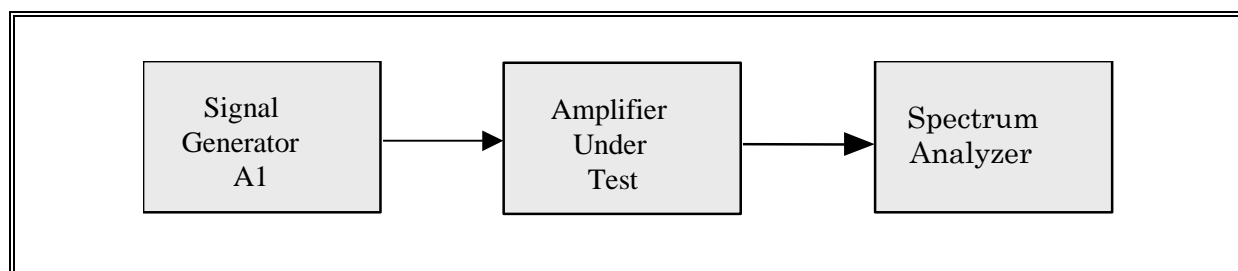 Signal
Generator
A1
Amplifier
Under
Test
Spectrum
Analyzer